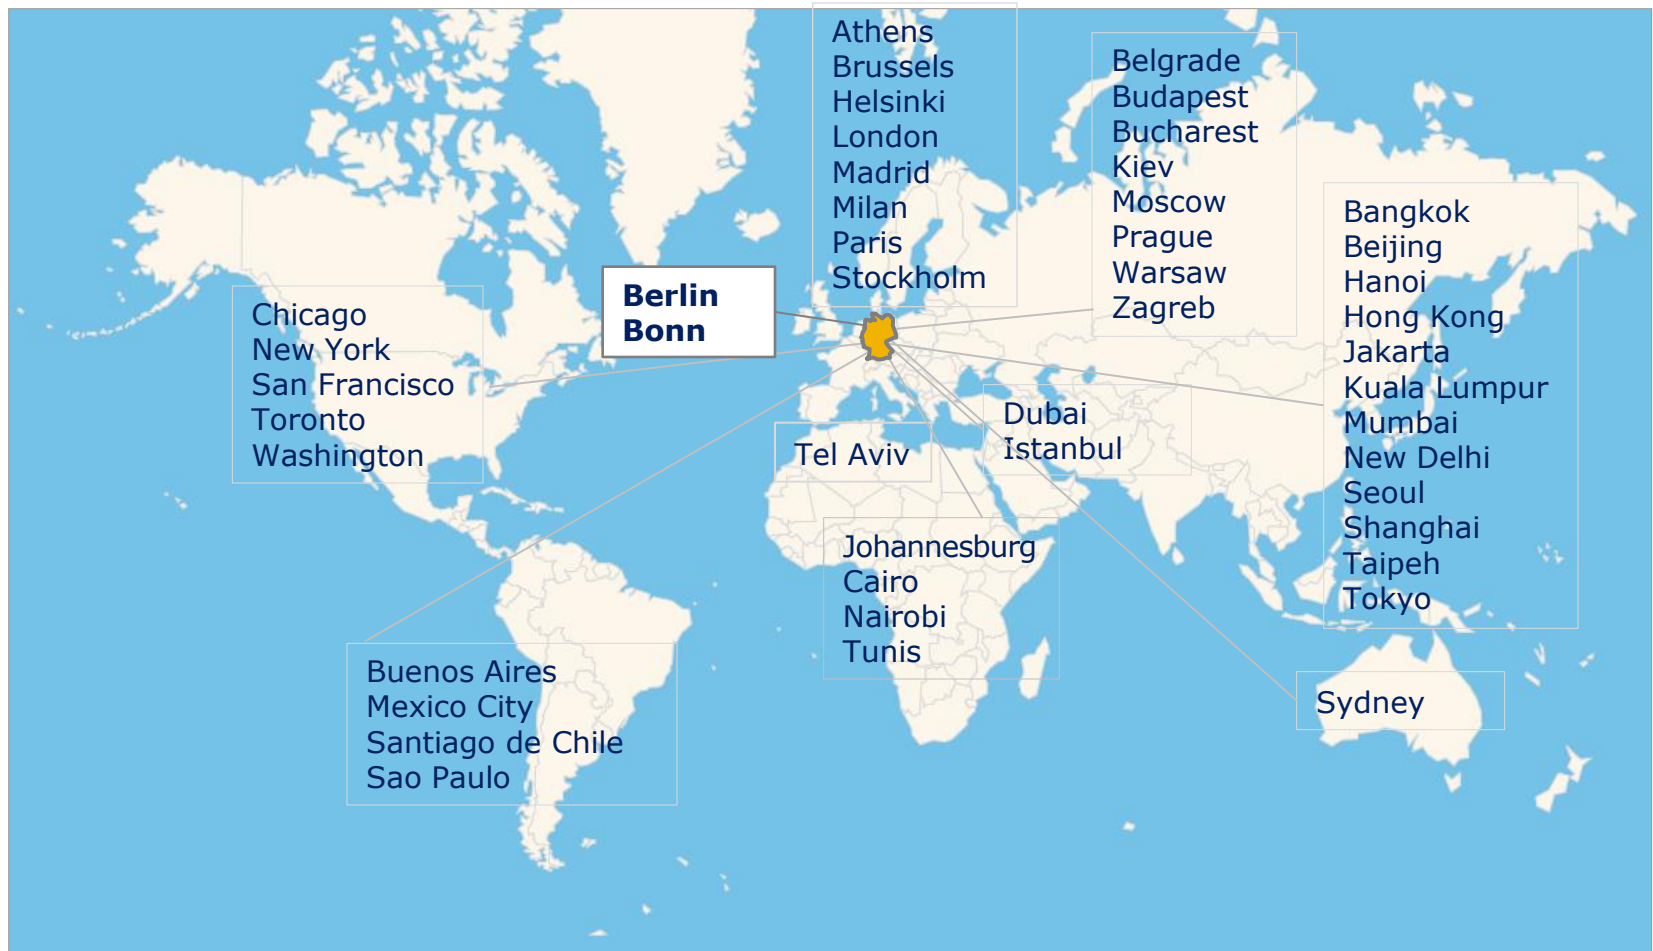 Athens
Brussels
Helsinki
London
Madrid
Milan
Paris
Stockholm
Belgrade
Budapest
Bucharest
Kiev
Moscow
Prague
Warsaw
Zagreb
Bangkok
Beijing
Hanoi
Hong Kong
Jakarta
Kuala Lumpur
Mumbai
New Delhi
Seoul
Shanghai
Taipeh
Tokyo
Berlin
Bonn
Chicago
New York
San Francisco
Toronto
Washington
Dubai
Istanbul
Tel Aviv
Johannesburg
Cairo
Nairobi
Tunis
Buenos Aires
Mexico City
Santiago de Chile
Sao Paulo
Sydney